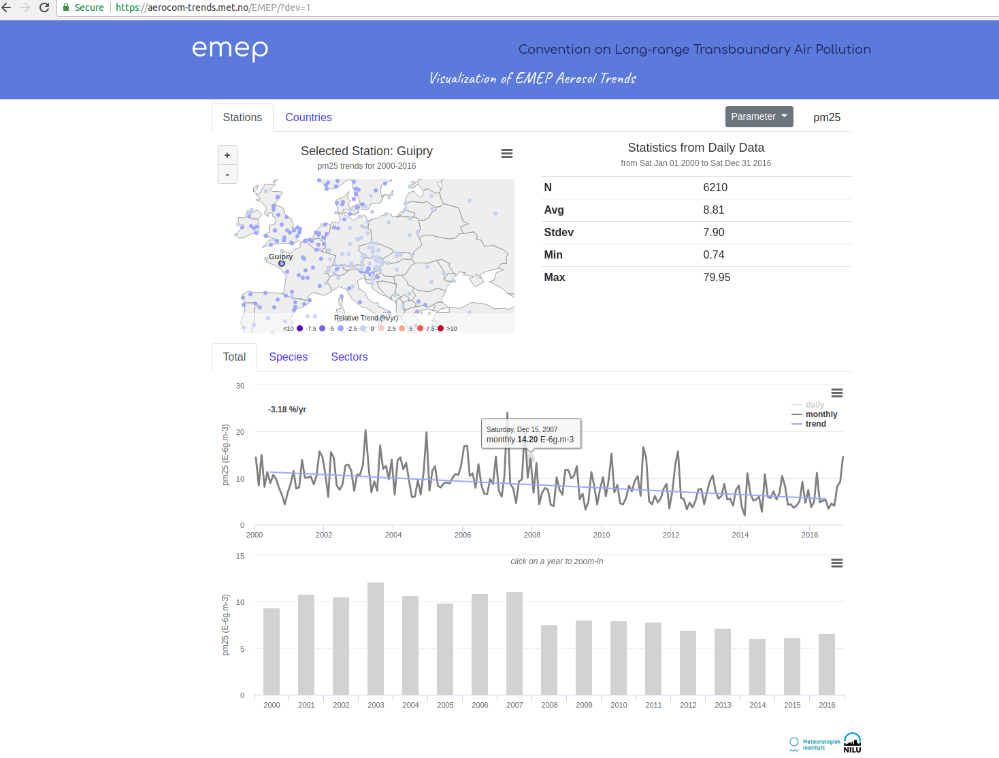 Secure https://aerocom-trends.met.no/EMEP/?dev=1
emep
Convention on Long-range Transboundary Air Pollution
Visualization of EMEP Aerosol Trends
Stations Countries Parameter pm25
Selected Station: Guipry
pm25 trends for 2000-2016
+
-
Guipry
Relative Trend (%/yr)
<10 -7.5 -5 -2.5 0 2.5 5 7.5 >10
Statistics from Daily Data
from Sat Jan 01 2000 to Sat Dec 31 2016
N 6210
Avg 8.81
Stdev 7.90
Min 0.74
Max 79.95
Total Species Sectors
pm25 (E-6g.m-3)
30
20
10
0
-3.18 %/yr
daily
monthly
trend
Saturday, Dec 15, 2007
monthly 14.20 E-6g.m-3
2000 2002 2004 2006 2008 2010 2012 2014 2016
click on a year to zoom-in
pm25 (E-6g.m-3)
15
10
5
0
2000 2001 2002 2003 2004 2005 2006 2007 2008 2009 2010 2011 2012 2013 2014 2015 2016
Meteorologisk
institutt
NILU